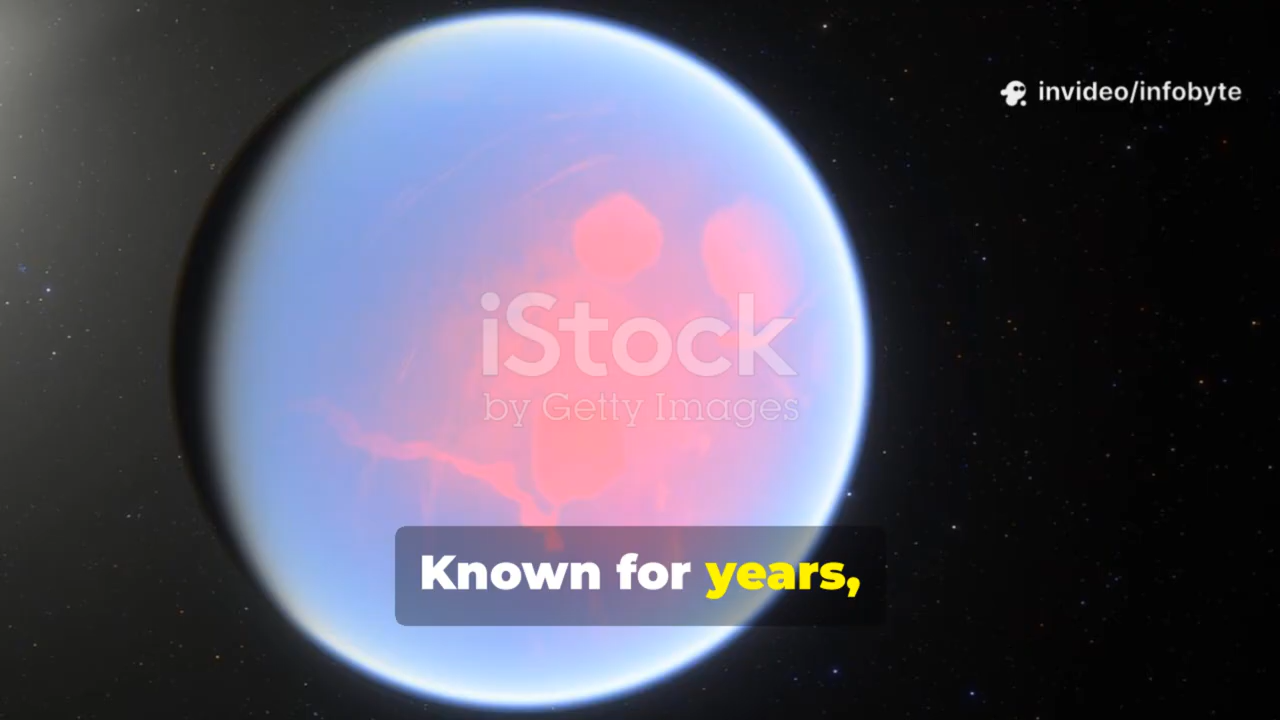 invideo/infobyte
iStock
by Getty Images
Known for years,